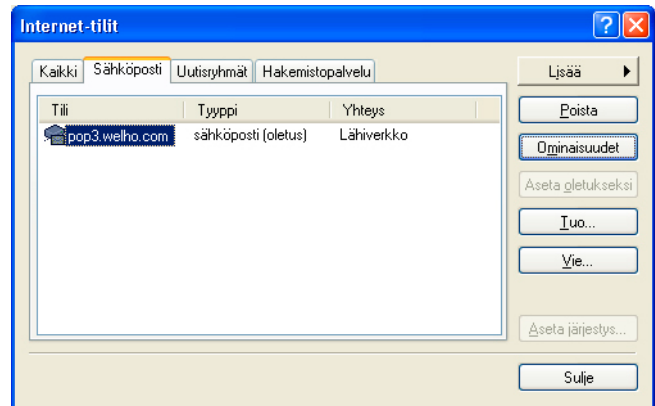 Internet-tilit
Kaikki Sähköposti Uutisryhmät Hakemistopalvelu
Tili Tyyppi Yhteys
pop3.welho.com sähköposti (oletus) Lähiverkko
Lisää
Poista
Ominaisuudet
Aseta oletukseksi
Tuo...
Vie...
Aseta järjestys...
Sulje